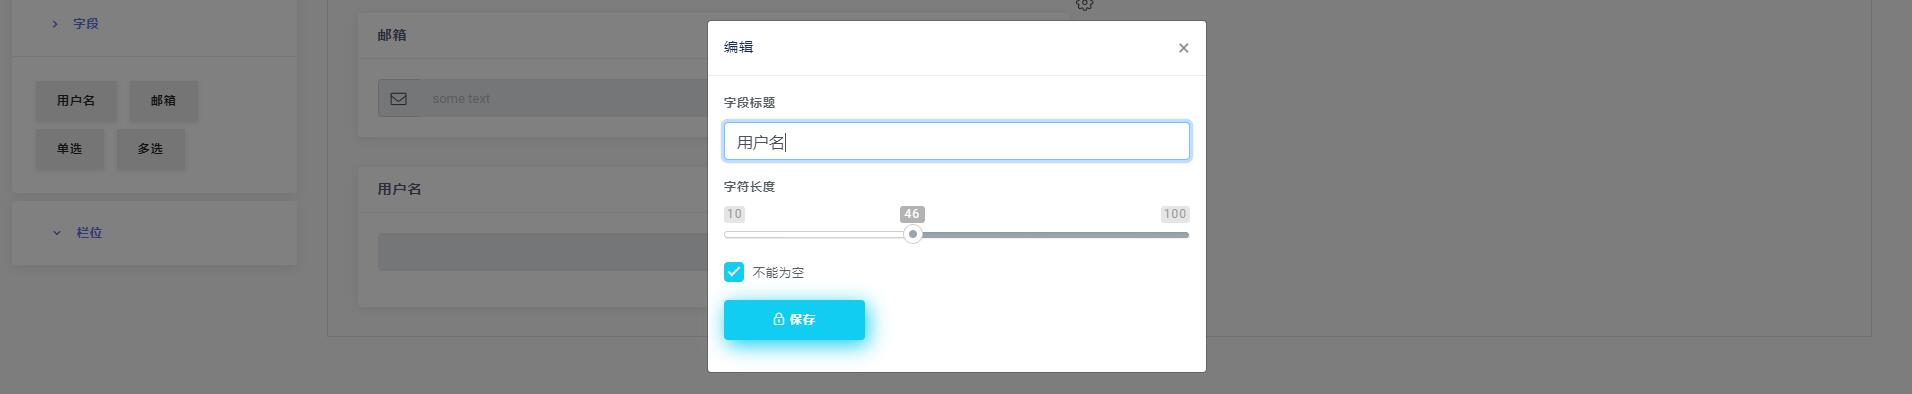 字段
用户名
邮箱
单选
多选
栏位
邮箱
some text
用户名
编辑
×
字段标题
用户名
字符长度
10
46
100
不能为空
保存